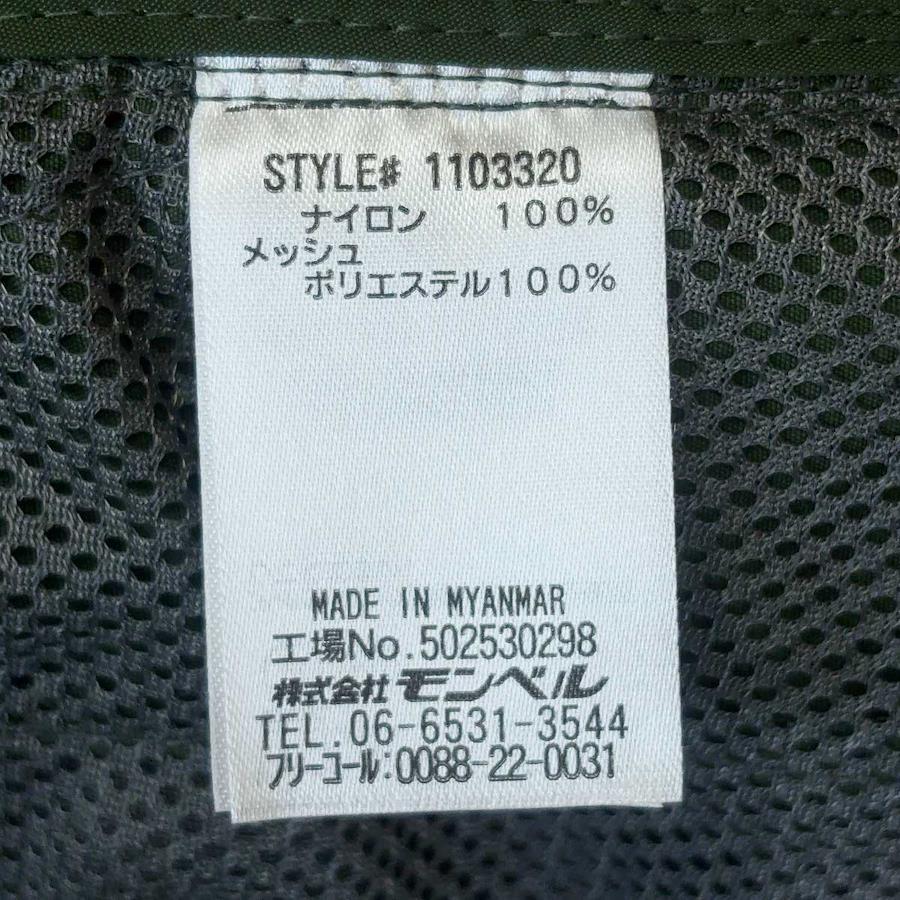 STYLE# 1103320
ナイロン 100%
メッシュ
ポリエステル100%
MADE IN MYANMAR
工場No.502530298
株式会社 モンベル
TEL.06-6531-3544
フリーコール:0088-22-0031